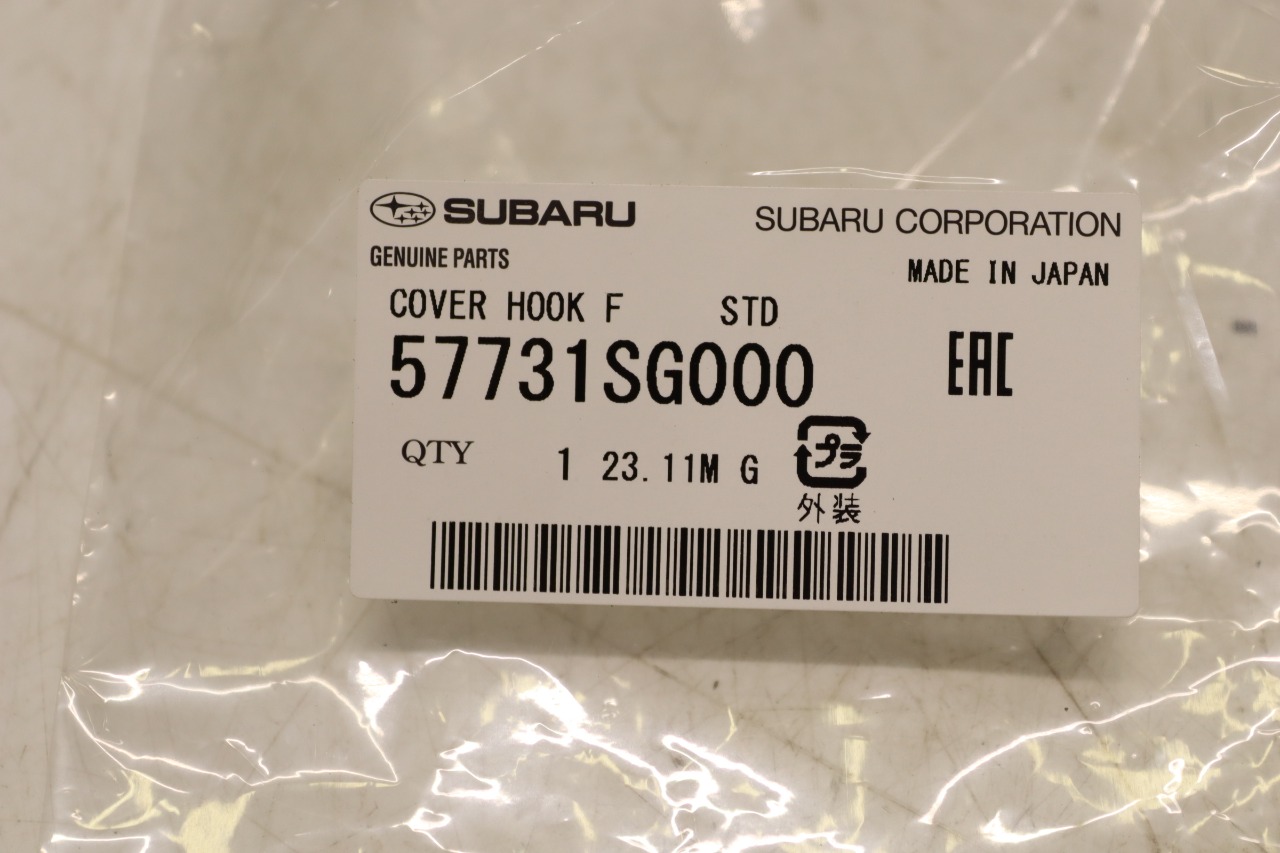 SUBARU
SUBARU CORPORATION
GENUINE PARTS
MADE IN JAPAN
COVER HOOK F STD
57731SG000
EAC
QTY 1 23.11M G
プラ
外装